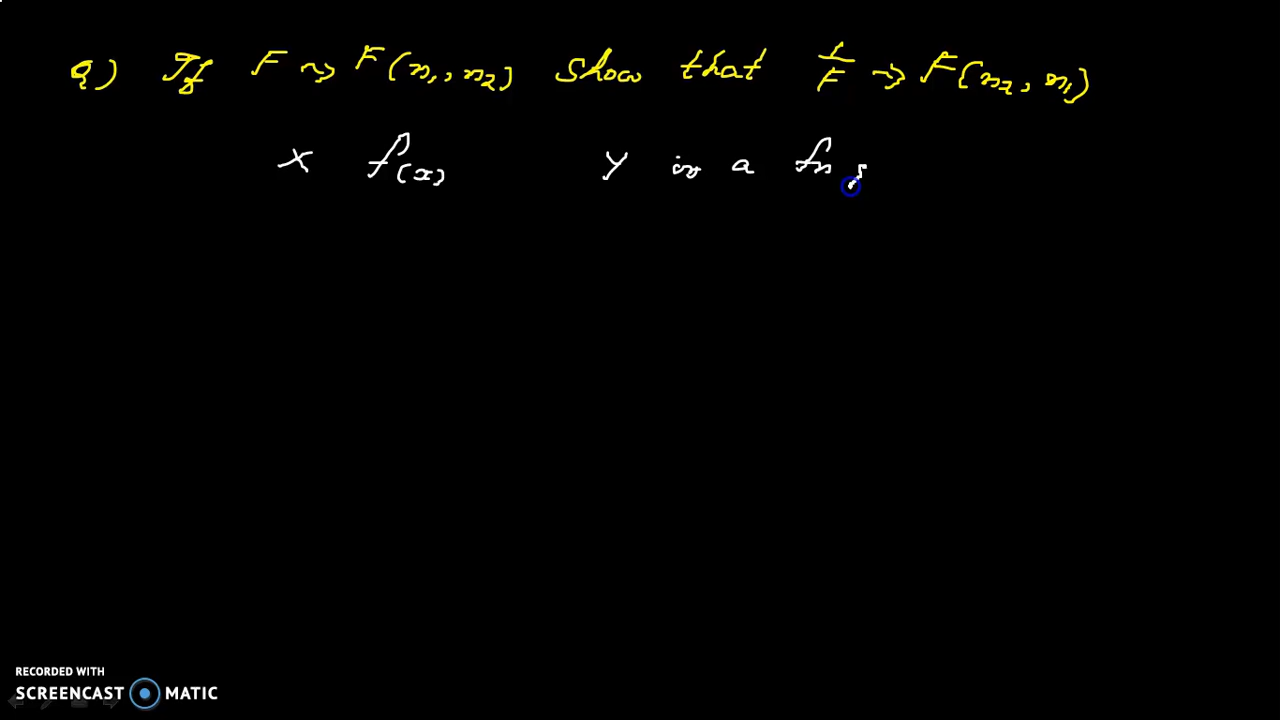 Q) If F ~> F(n₁, n₂) show that 1/F ~> F(n₂, n₁)
X f(x) Y is a fn
RECORDED WITH
SCREENCAST MATIC